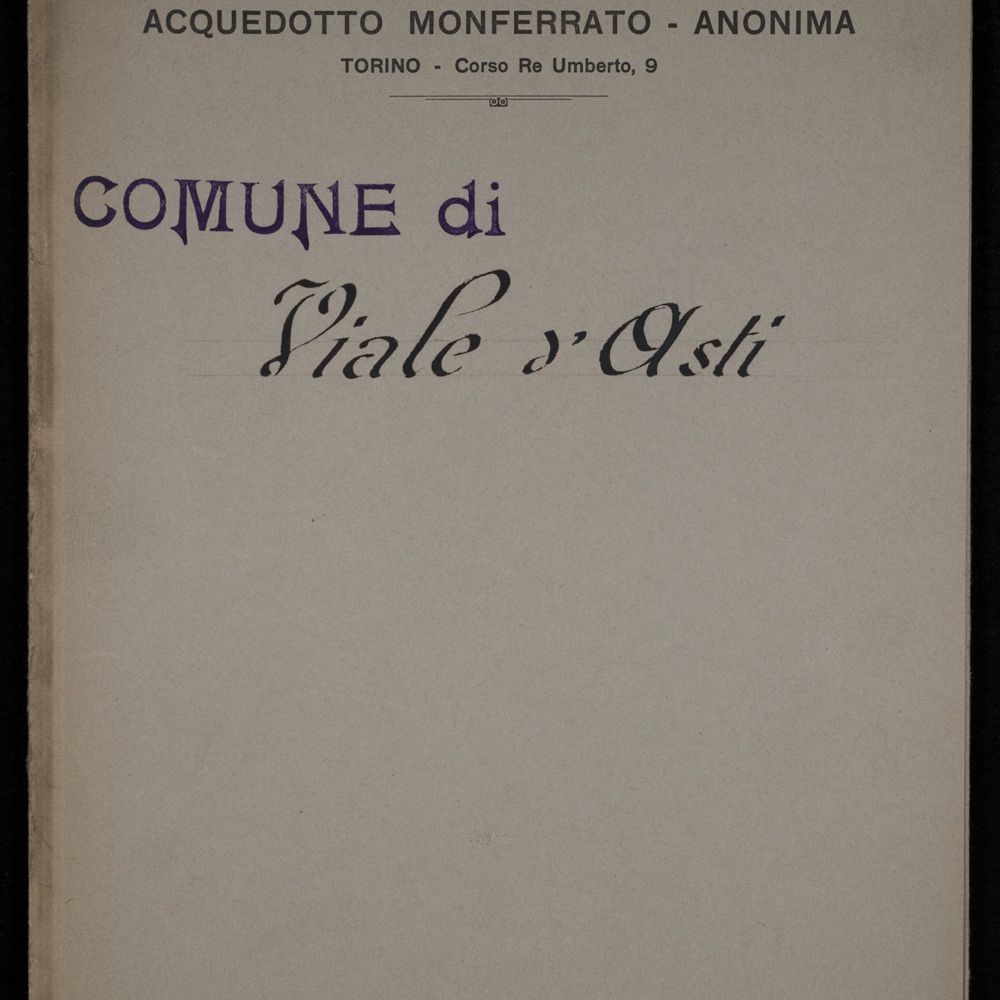 ACQUEDOTTO MONFERRATO - ANONIMA
TORINO - Corso Re Umberto, 9
COMUNE di
Viale d'Asti